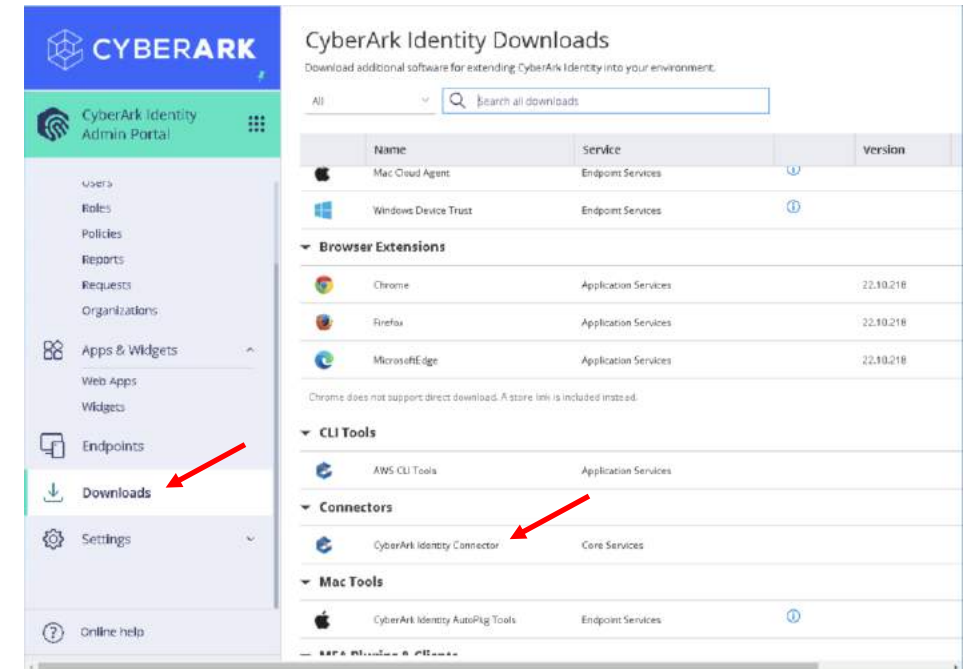 CYBERARK
CyberArk Identity
Admin Portal
Users
Roles
Policies
Reports
Requests
Organizations
Apps & Widgets
Web Apps
Widgets
Endpoints
Downloads
Settings
Online help
CyberArk Identity Downloads
Download additional software for extending CyberArk Identity into your environment.
All
Search all downloads
Name Service Version
Mac Cloud Agent Endpoint Services
Windows Device Trust Endpoint Services
Browser Extensions
Chrome Application Services 22.10.218
Firefox Application Services 22.10.218
MicrosoftEdge Application Services 22.10.218
Chrome does not support direct download. A store link is included instead.
CLI Tools
AWS CLI Tools Application Services
Connectors
CyberArk Identity Connector Core Services
Mac Tools
CyberArk Identity AutoPkg Tools Endpoint Services
MFA Plugins & Clients